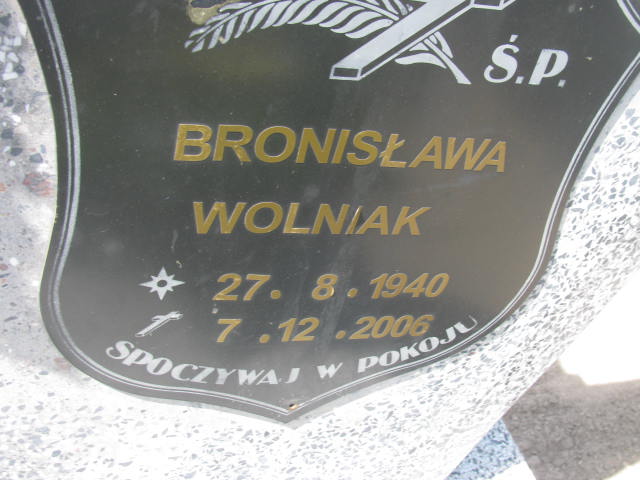 Ś.P.
BRONISŁAWA
WOLNIAK
27. 8. 1940
7. 12. 2006
SPOCZYWAJ W POKOJU